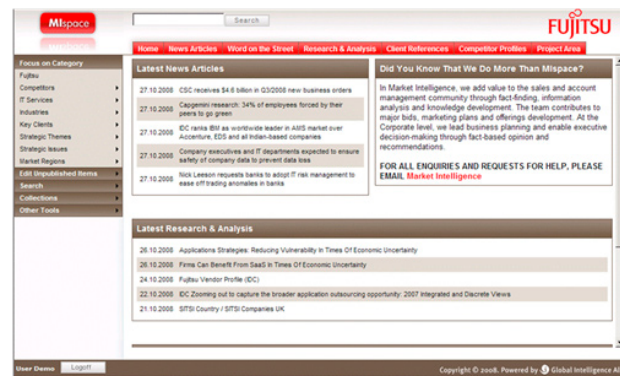 MIspace
Search
FUJITSU
Home News Articles Word on the Street Research & Analysis Client References Competitor Profiles Project Area
Focus on Category
Fujitsu
Competitors
IT Services
Industries
Key Clients
Strategic Themes
Strategic Issues
Market Regions
Edit Unpublished Items
Search
Collections
Other Tools
Latest News Articles
27.10.2008 CSC receives $4.6 billion in Q3/2008 new business orders
27.10.2008 Capgemini research: 34% of employees forced by their
peers to go green
27.10.2008 IDC ranks IBM as worldwide leader in AMS market over
Accenture, EDS and all Indian-based companies
27.10.2008 Company executives and IT departments expected to ensure
safety of company data to prevent data loss
27.10.2008 Nick Leeson requests banks to adopt IT risk management to
ease off trading anomalies in banks
Did You Know That We Do More Than MIspace?
In Market Intelligence, we add value to the sales and account
management community through fact-finding, information
analysis and knowledge development. The team contributes to
major bids, marketing plans and offerings development. At the
Corporate level, we lead business planning and enable executive
decision-making through fact-based opinion and
recommendations.
FOR ALL ENQUIRIES AND REQUESTS FOR HELP, PLEASE
EMAIL Market Intelligence
Latest Research & Analysis
26.10.2008 Applications Strategies: Reducing Vulnerability In Times Of Economic Uncertainty
26.10.2008 Firms Can Benefit From SaaS In Times Of Economic Uncertainty
24.10.2008 Fujitsu Vendor Profile (IDC)
22.10.2008 IDC Zooming out to capture the broader application outsourcing opportunity: 2007 Integrated and Discrete Views
21.10.2008 SITSI Country / SITSI Companies UK
User Demo Logoff
Copyright © 2008. Powered by Global Intelligence Al